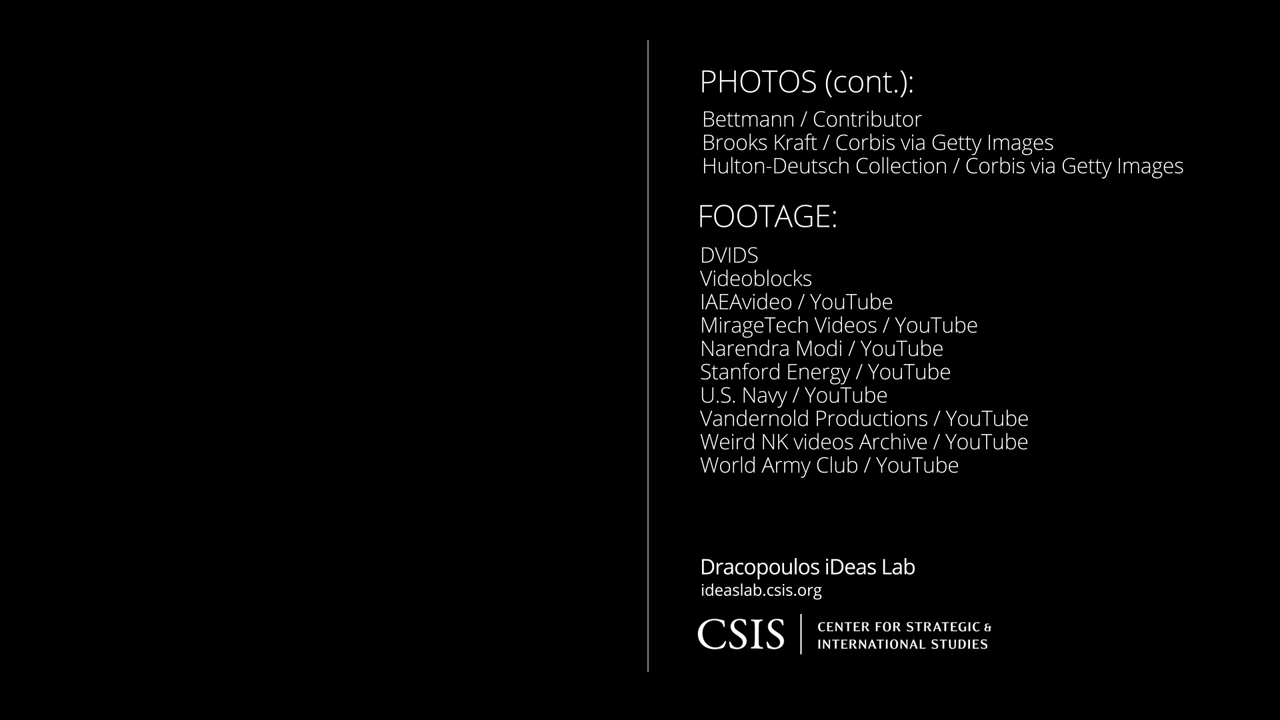 PHOTOS (cont.):
Bettmann / Contributor
Brooks Kraft / Corbis via Getty Images
Hulton-Deutsch Collection / Corbis via Getty Images
FOOTAGE:
DVIDS
Videoblocks
IAEAvideo / YouTube
MirageTech Videos / YouTube
Narendra Modi / YouTube
Stanford Energy / YouTube
U.S. Navy / YouTube
Vandernold Productions / YouTube
Weird NK videos Archive / YouTube
World Army Club / YouTube
Dracopoulos iDeas Lab
ideaslab.csis.org
CSIS
CENTER FOR STRATEGIC &
INTERNATIONAL STUDIES